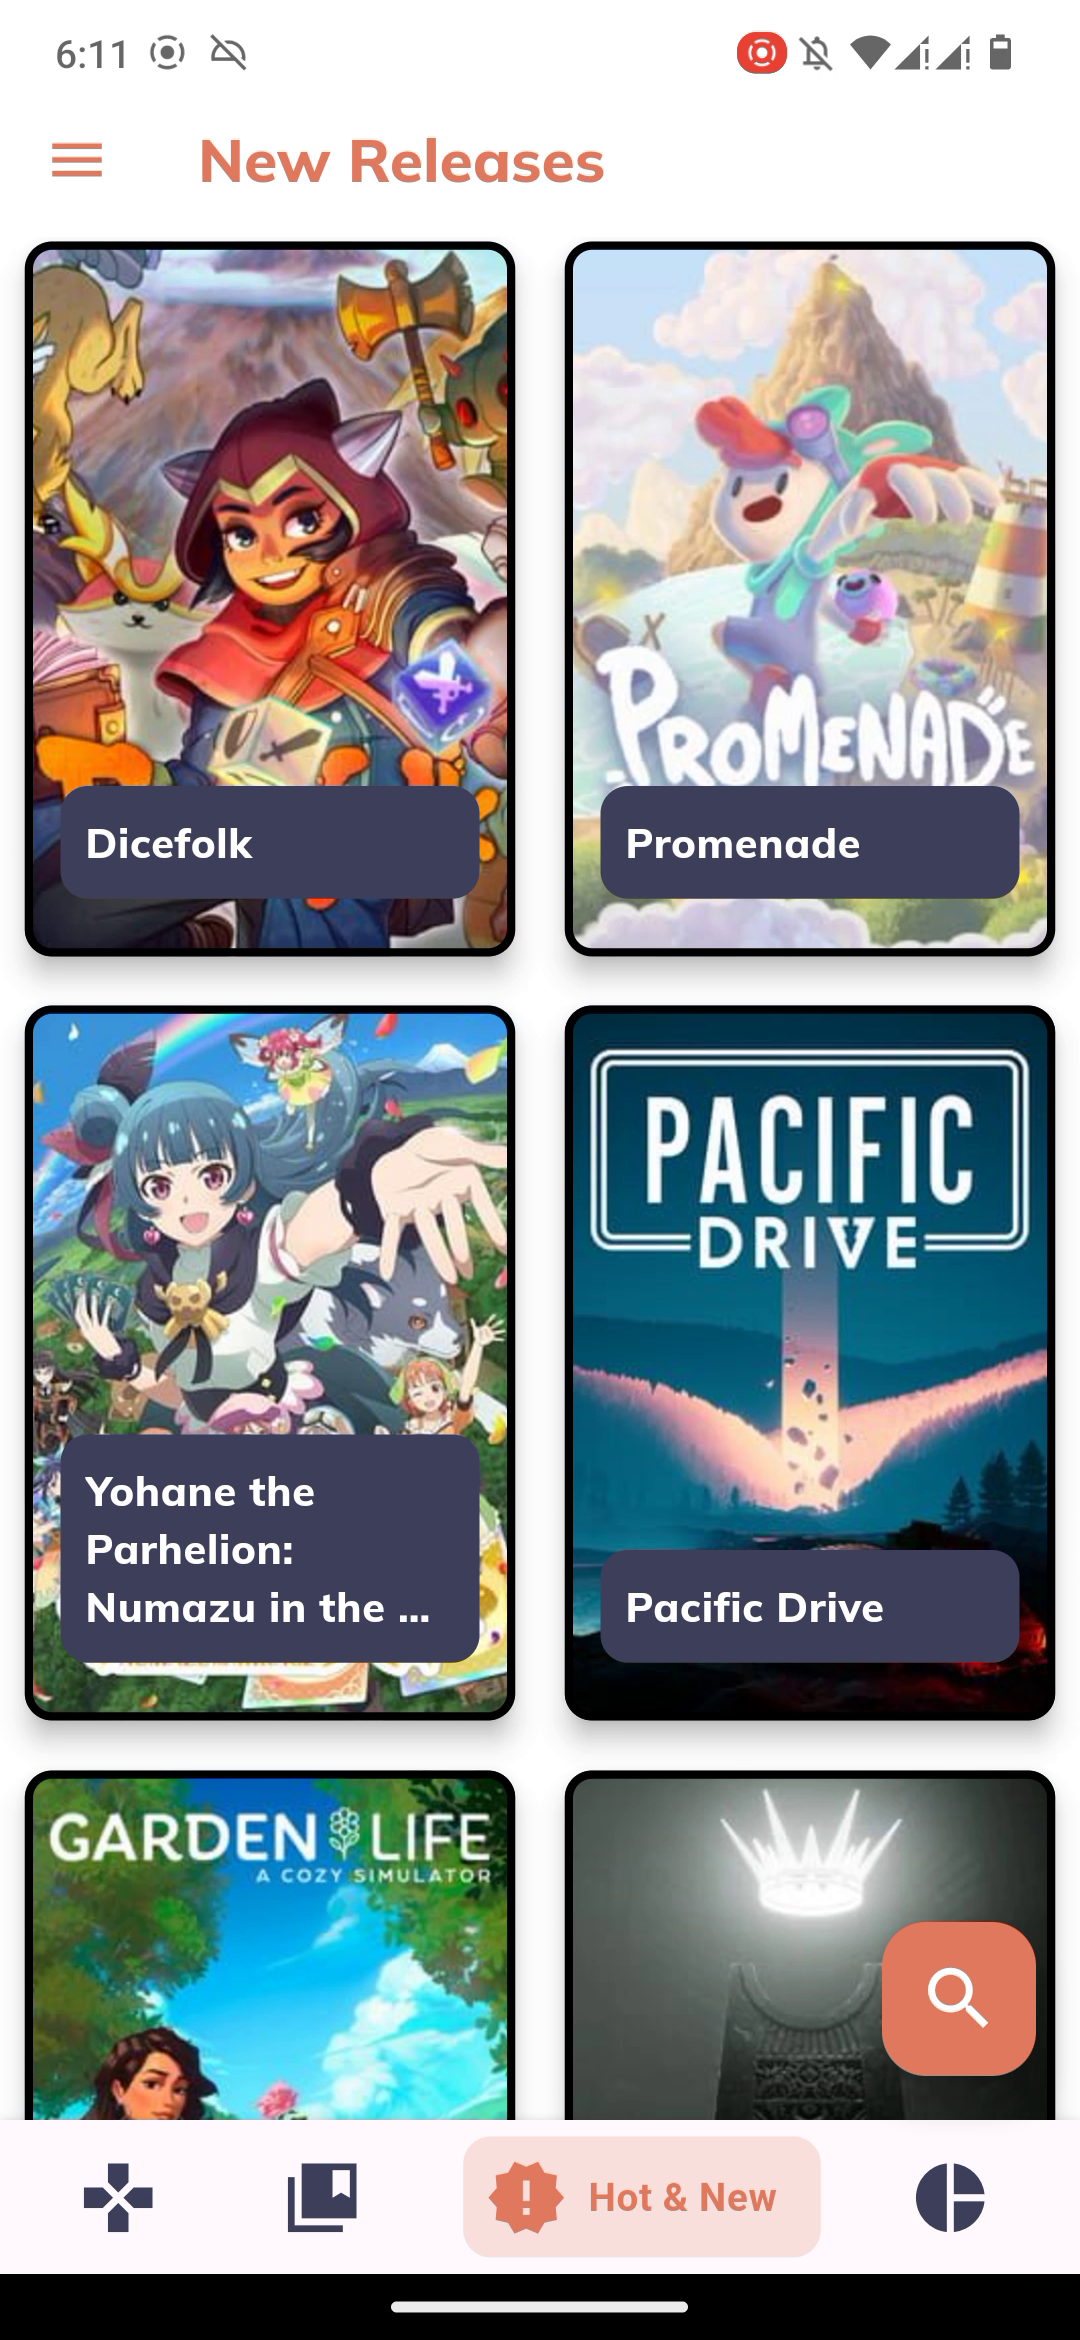 6:11
New Releases
PROMENADE
Dicefolk
Promenade
PACIFIC
DRIVE
Yohane the
Parhelion:
Numazu in the ...
Pacific Drive
GARDEN LIFE
A COZY SIMULATOR
Hot & New